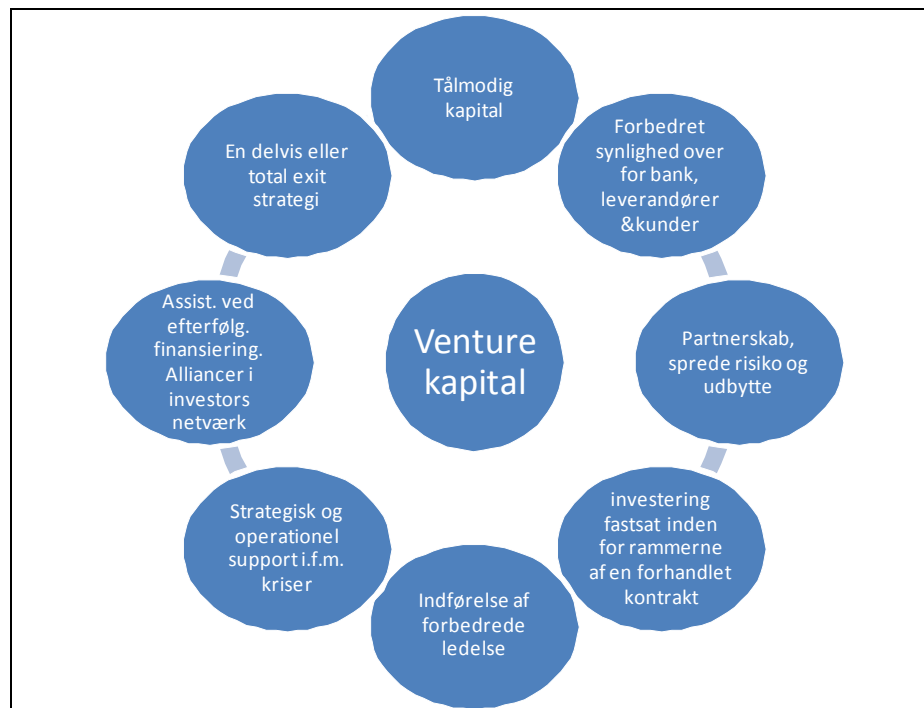 Tålmodig
kapital
Forbedret
synlighed over
for bank,
leverandører
&kunder
Partnerskab,
sprede risiko og
udbytte
investering
fastsat inden
for rammerne
af en forhandlet
kontrakt
Indførelse af
forbedrede
ledelse
Strategisk og
operationel
support i.f.m.
kriser
Assist. ved
efterfølg.
finansiering.
Alliancer i
investors
netværk
En delvis eller
total exit
strategi
Venture
kapital